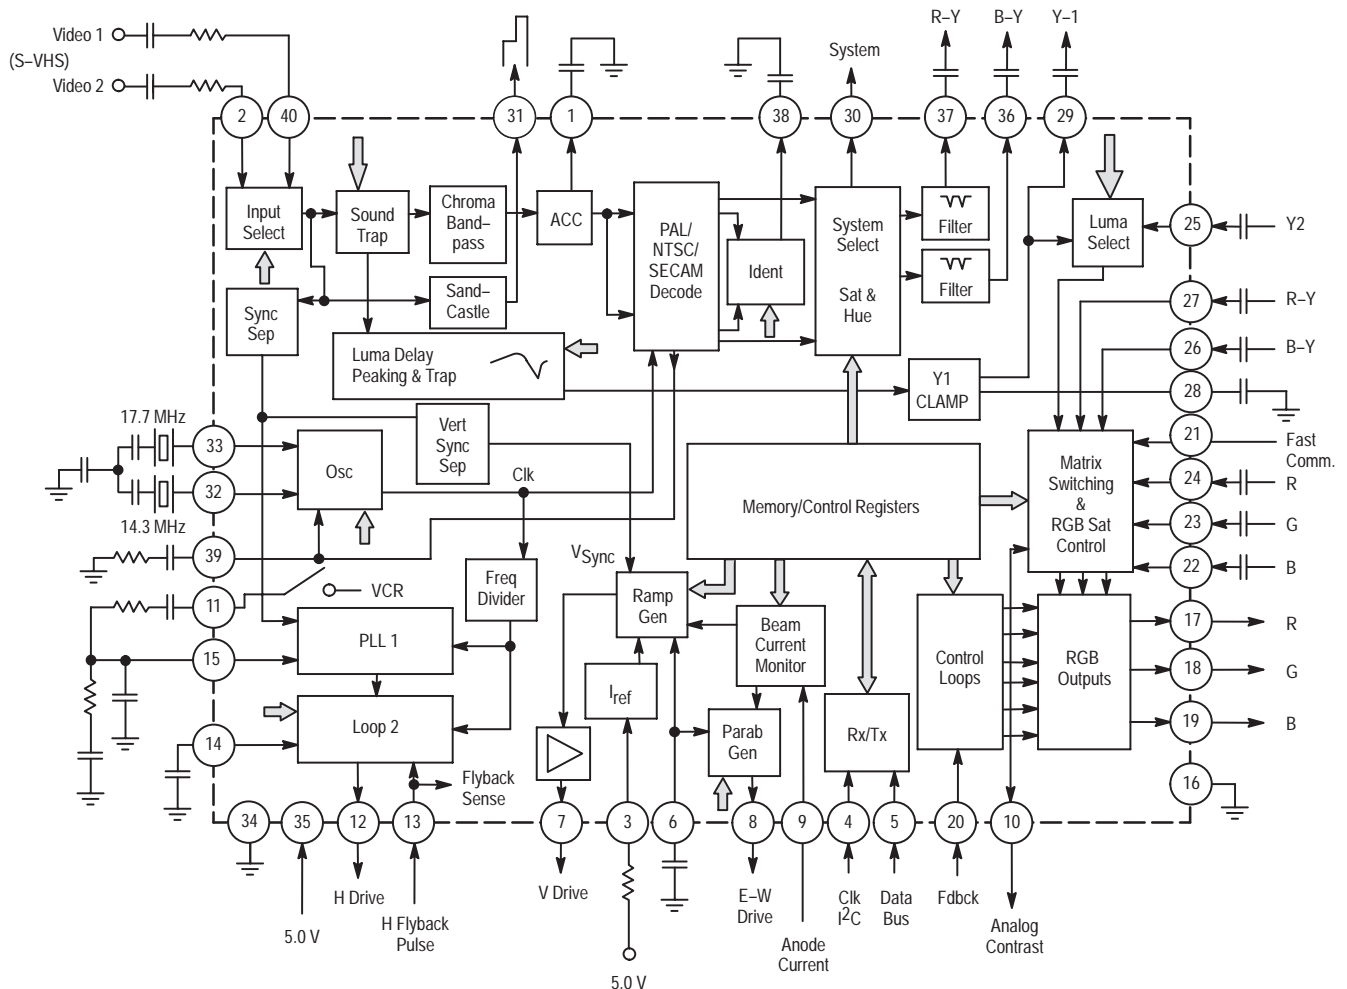 R–Y
B–Y
Y–1
Video 1
(S–VHS)
Video 2
System
2
40
31
1
38
30
37
36
29
Input
Select
Sound
Trap
Chroma
Band–
pass
ACC
PAL/
NTSC/
SECAM
Decode
Ident
System
Select
Sat &
Hue
Filter
Filter
Luma
Select
25
Y2
27
R–Y
26
B–Y
28
Sync
Sep
Sand–
Castle
Luma Delay
Peaking & Trap
Y1
CLAMP
17.7 MHz
33
32
14.3 MHz
Osc
Vert
Sync
Sep
Clk
Memory/Control Registers
Matrix
Switching
&
RGB Sat
Control
21
Fast
Comm.
24
R
23
G
22
B
39
11
VCR
15
14
PLL 1
Loop 2
Freq
Divider
VSync
Ramp
Gen
Iref
Beam
Current
Monitor
Parab
Gen
Rx/Tx
Control
Loops
RGB
Outputs
17
R
18
G
19
B
16
Flyback
Sense
34
35
12
13
7
3
6
8
9
4
5
20
10
5.0 V
H Drive
H Flyback
Pulse
V Drive
5.0 V
E–W
Drive
Anode
Current
Clk
I2C
Data
Bus
Fdbck
Analog
Contrast